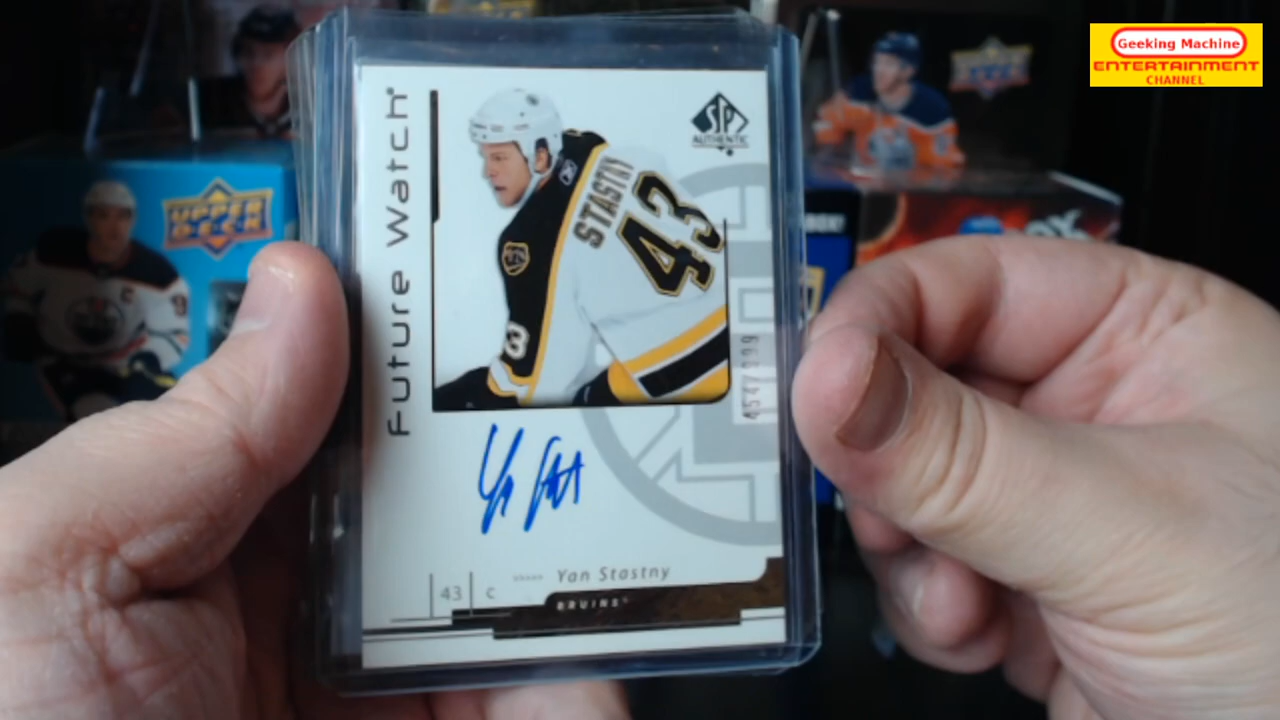 Geeking Machine
ENTERTAINMENT
CHANNEL
Future Watch
SP
AUTHENTIC
STASTNY
43
UPPER
DECK
Yan Stastny
43
C
BRUINS